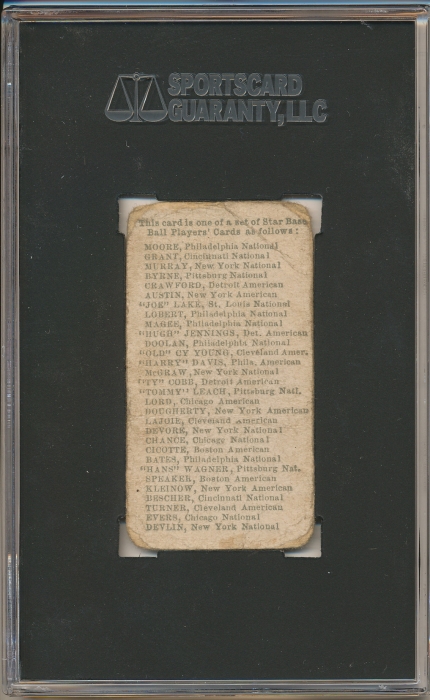 SPORTSCARD
GUARANTY, LLC
This card is one of a set of Star Base
Ball Players' Cards as follows:
MOORE, Philadelphia National
GRANT, Cincinnati National
MURRAY, New York National
BYRNE, Pittsburg National
CRAWFORD, Detroit American
AUSTIN, New York American
"JOE" LAKE, St. Louis National
LOBERT, Philadelphia National
MAGEE, Philadelphia National
"HUGH" JENNINGS, Det. American
DOOLAN, Philadelphia National
"OLD" CY YOUNG, Cleveland Amer.
"HARRY" DAVIS, Phila. American
McGRAW, New York National
"TY" COBB, Detroit American
"TOMMY" LEACH, Pittsburg Natl.
LORD, Chicago American
DOUGHERTY, New York American
LAJOIE, Cleveland American
DEVORE, New York National
CHANCE, Chicago National
CICOTTE, Boston American
BATES, Philadelphia National
"HANS" WAGNER, Pittsburg Nat.
SPEAKER, Boston American
KLEINOW, New York American
BESCHER, Cincinnati National
TURNER, Cleveland American
EVERS, Chicago National
DEVLIN, New York National